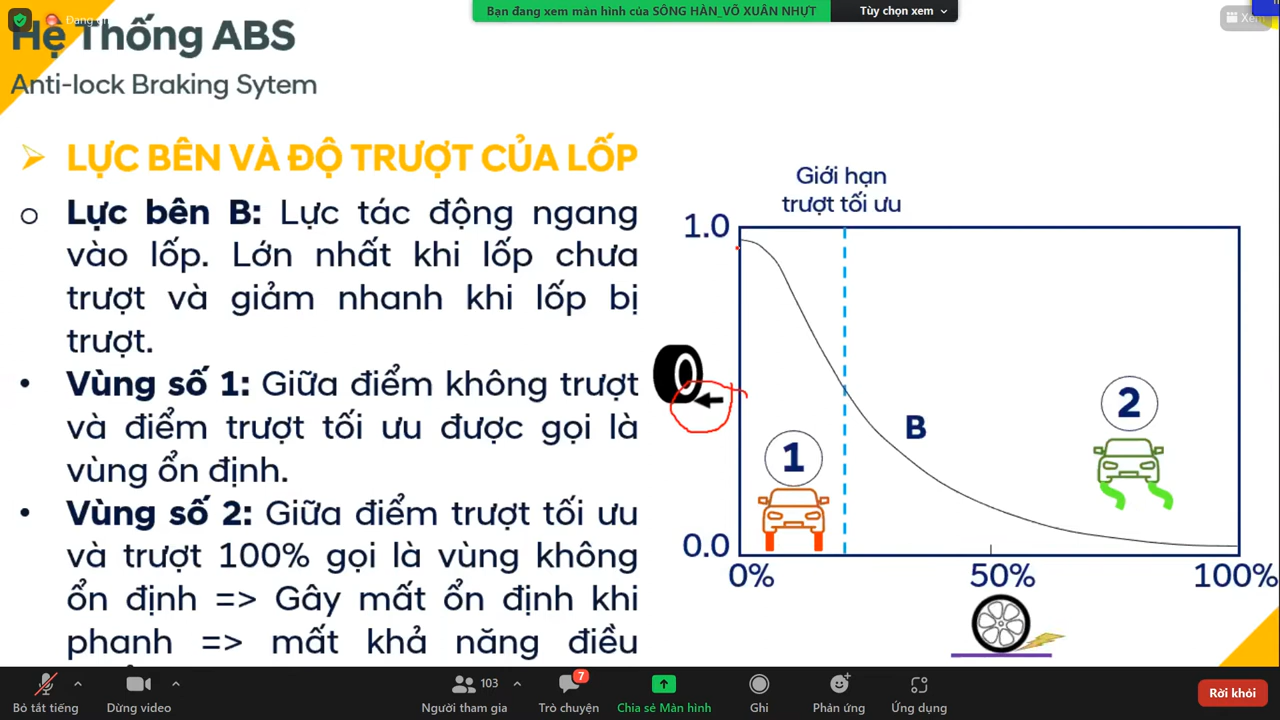 Bạn đang xem màn hình của SÔNG HÀN_VÕ XUÂN NHỰT
Tùy chọn xem
Xem
Đang ghi
Hệ Thống ABS
Anti-lock Braking Sytem
LỰC BÊN VÀ ĐỘ TRƯỢT CỦA LỐP
Lực bên B: Lực tác động ngang
vào lốp. Lớn nhất khi lốp chưa
trượt và giảm nhanh khi lốp bị
trượt.
Vùng số 1: Giữa điểm không trượt
và điểm trượt tối ưu được gọi là
vùng ổn định.
Vùng số 2: Giữa điểm trượt tối ưu
và trượt 100% gọi là vùng không
ổn định => Gây mất ổn định khi
phanh => mất khả năng điều
Giới hạn
trượt tối ưu
1.0
2
B
1
0.0
0%
50%
100%
Bỏ tắt tiếng
Dừng video
103
Người tham gia
7
Trò chuyện
Chia sẻ Màn hình
Ghi
Phản ứng
Ứng dụng
Rời khỏi